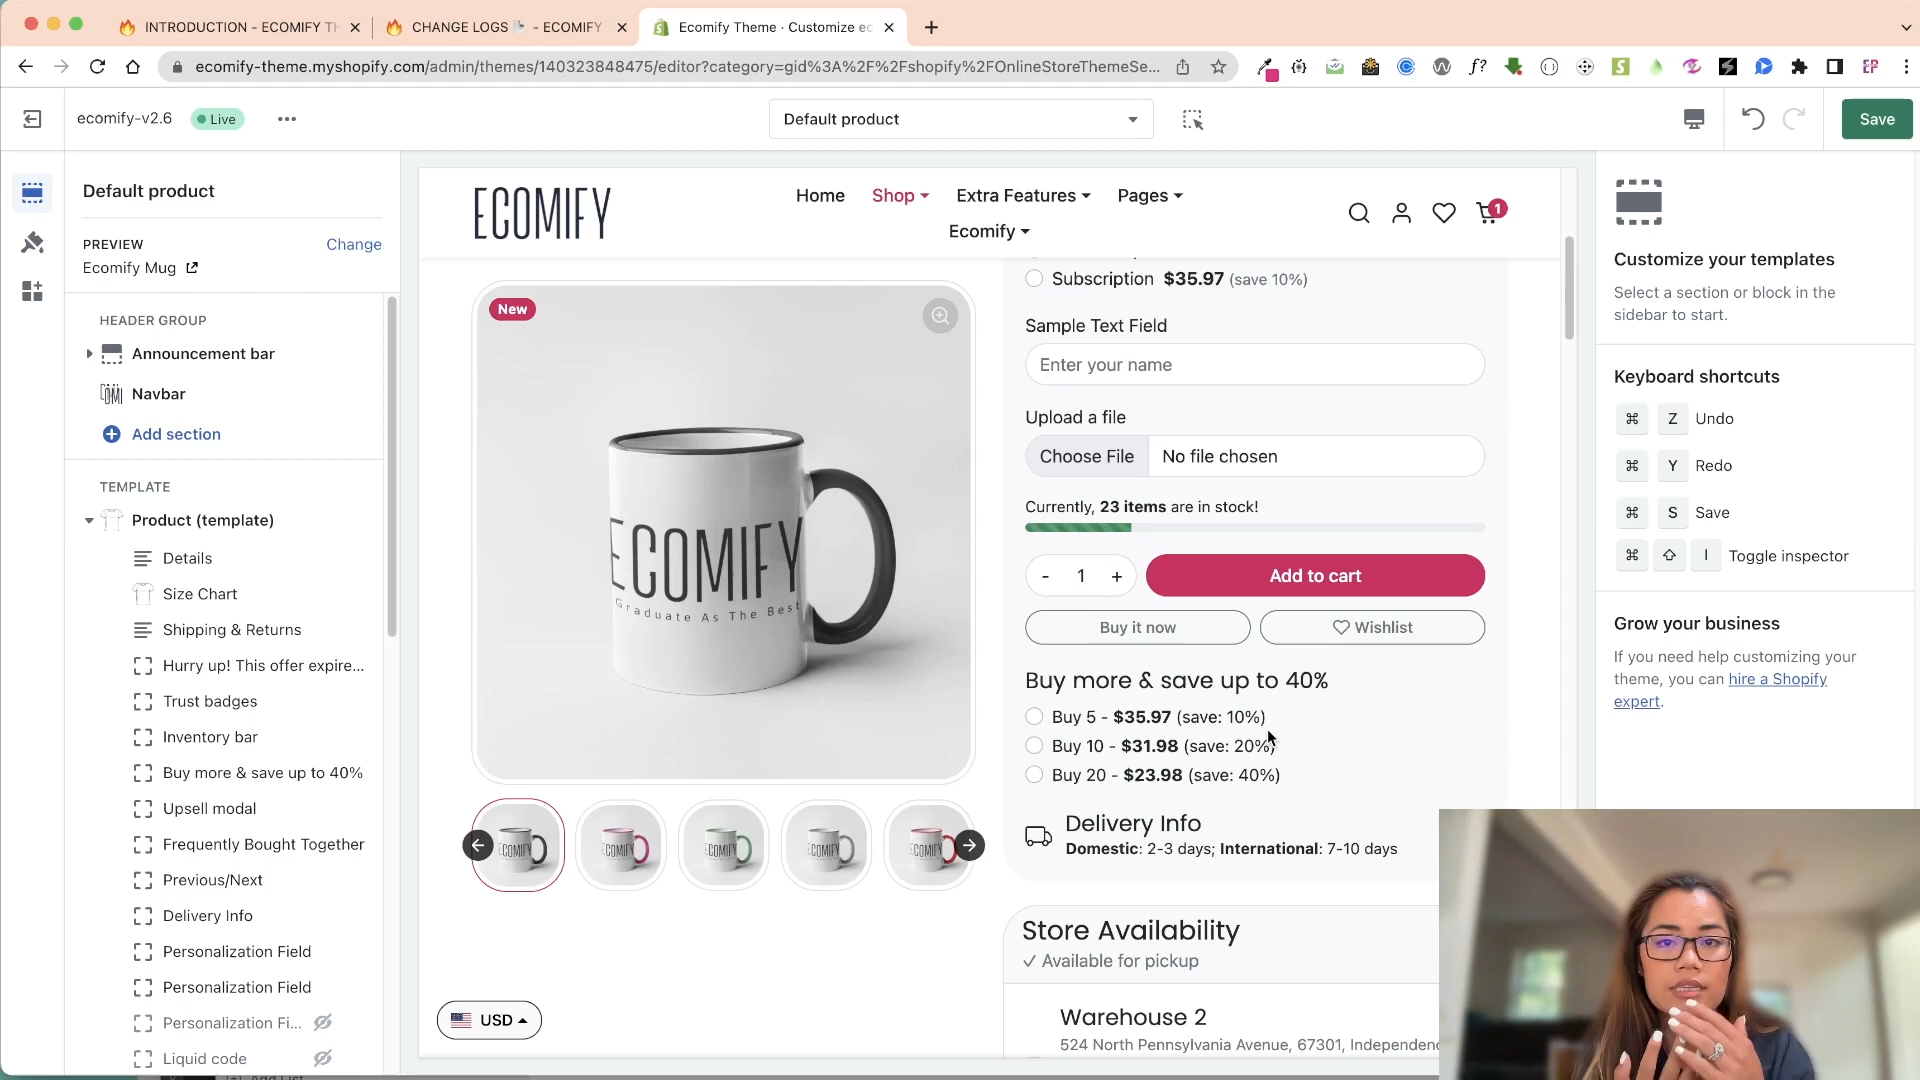 INTRODUCTION - ECOMIFY TH
CHANGE LOGS - ECOMIFY
Ecomify Theme · Customize ec
ecomify-theme.myshopify.com/admin/themes/140323848475/editor?category=gid%3A%2F%2Fshopify%2FOnlineStoreThemeSe...
ecomify-v2.6
Live
Default product
Save
Default product
PREVIEW
Change
Ecomify Mug
HEADER GROUP
Announcement bar
Navbar
Add section
TEMPLATE
Product (template)
Details
Size Chart
Shipping & Returns
Hurry up! This offer expire...
Trust badges
Inventory bar
Buy more & save up to 40%
Upsell modal
Frequently Bought Together
Previous/Next
Delivery Info
Personalization Field
Personalization Field
Personalization Fi...
Liquid code
ECOMIFY
Home
Shop
Extra Features
Pages
Ecomify
1
New
ECOMIFY
Graduate As The Best
USD
Subscription $35.97 (save 10%)
Sample Text Field
Enter your name
Upload a file
Choose File
No file chosen
Currently, 23 items are in stock!
- 1 +
Add to cart
Buy it now
Wishlist
Buy more & save up to 40%
Buy 5 - $35.97 (save: 10%)
Buy 10 - $31.98 (save: 20%)
Buy 20 - $23.98 (save: 40%)
Delivery Info
Domestic: 2-3 days; International: 7-10 days
Store Availability
✓ Available for pickup
Warehouse 2
524 North Pennsylvania Avenue, 67301, Independenc
Customize your templates
Select a section or block in the
sidebar to start.
Keyboard shortcuts
⌘ Z Undo
⌘ Y Redo
⌘ S Save
⌘ ⇧ I Toggle inspector
Grow your business
If you need help customizing your
theme, you can hire a Shopify
expert.